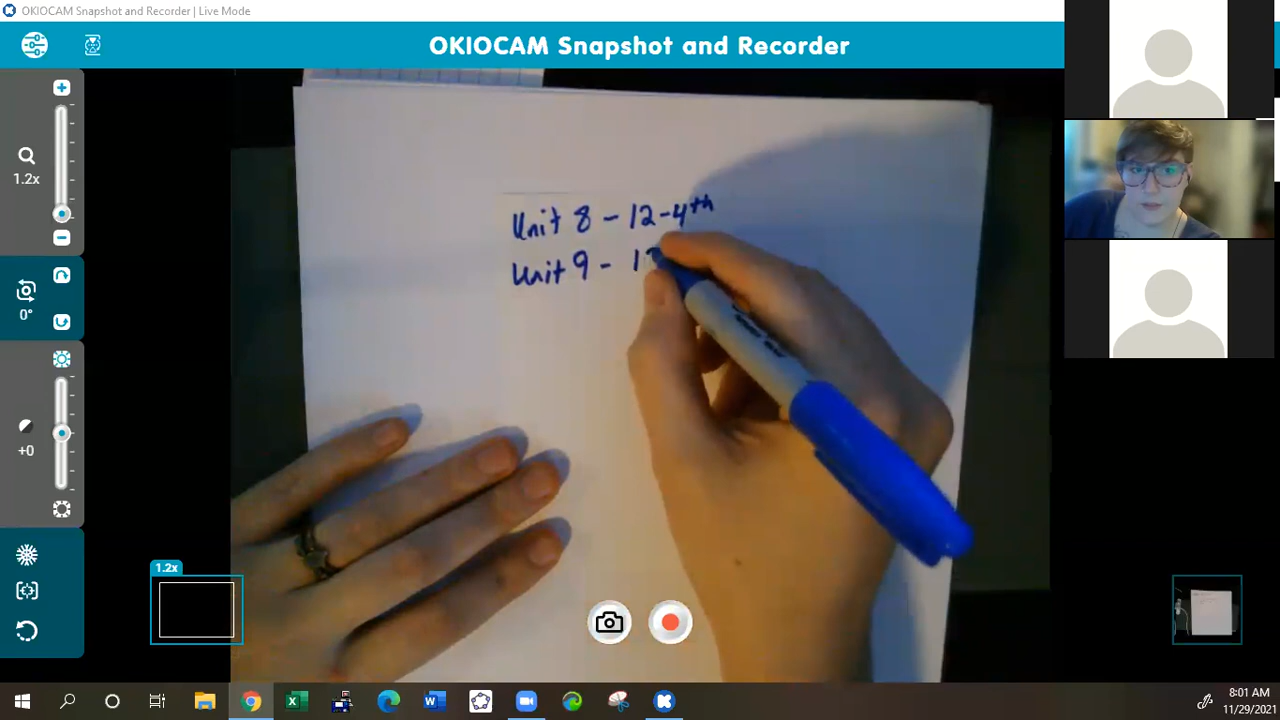 OKIOCAM Snapshot and Recorder | Live Mode
OKIOCAM Snapshot and Recorder
1.2x
0°
+0
1.2x
Unit 8 - 12-4th
Unit 9 -
8:01 AM
11/29/2021